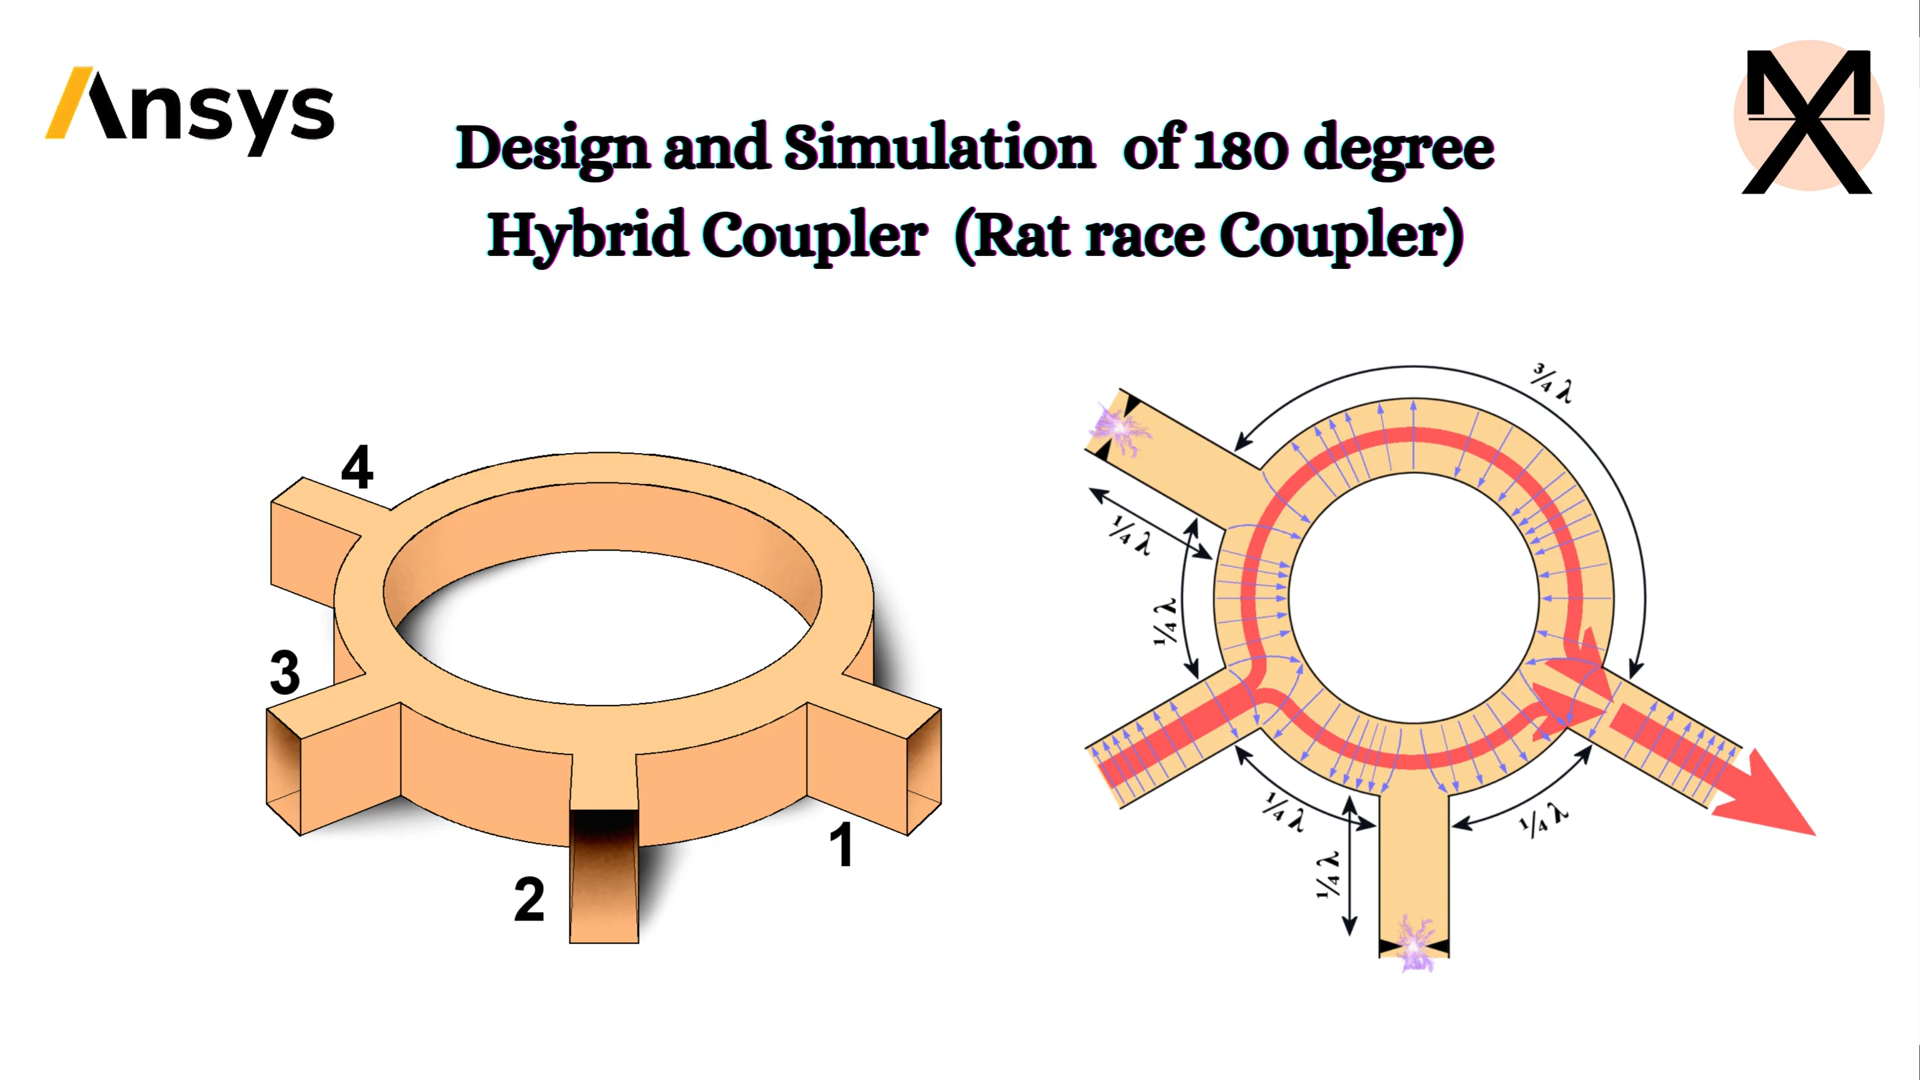 Ansys
MX
Design and Simulation of 180 degree
Hybrid Coupler (Rat race Coupler)
4
3
2
1
¾ λ
¼ λ
¼ λ
¼ λ
¼ λ
¼ λ